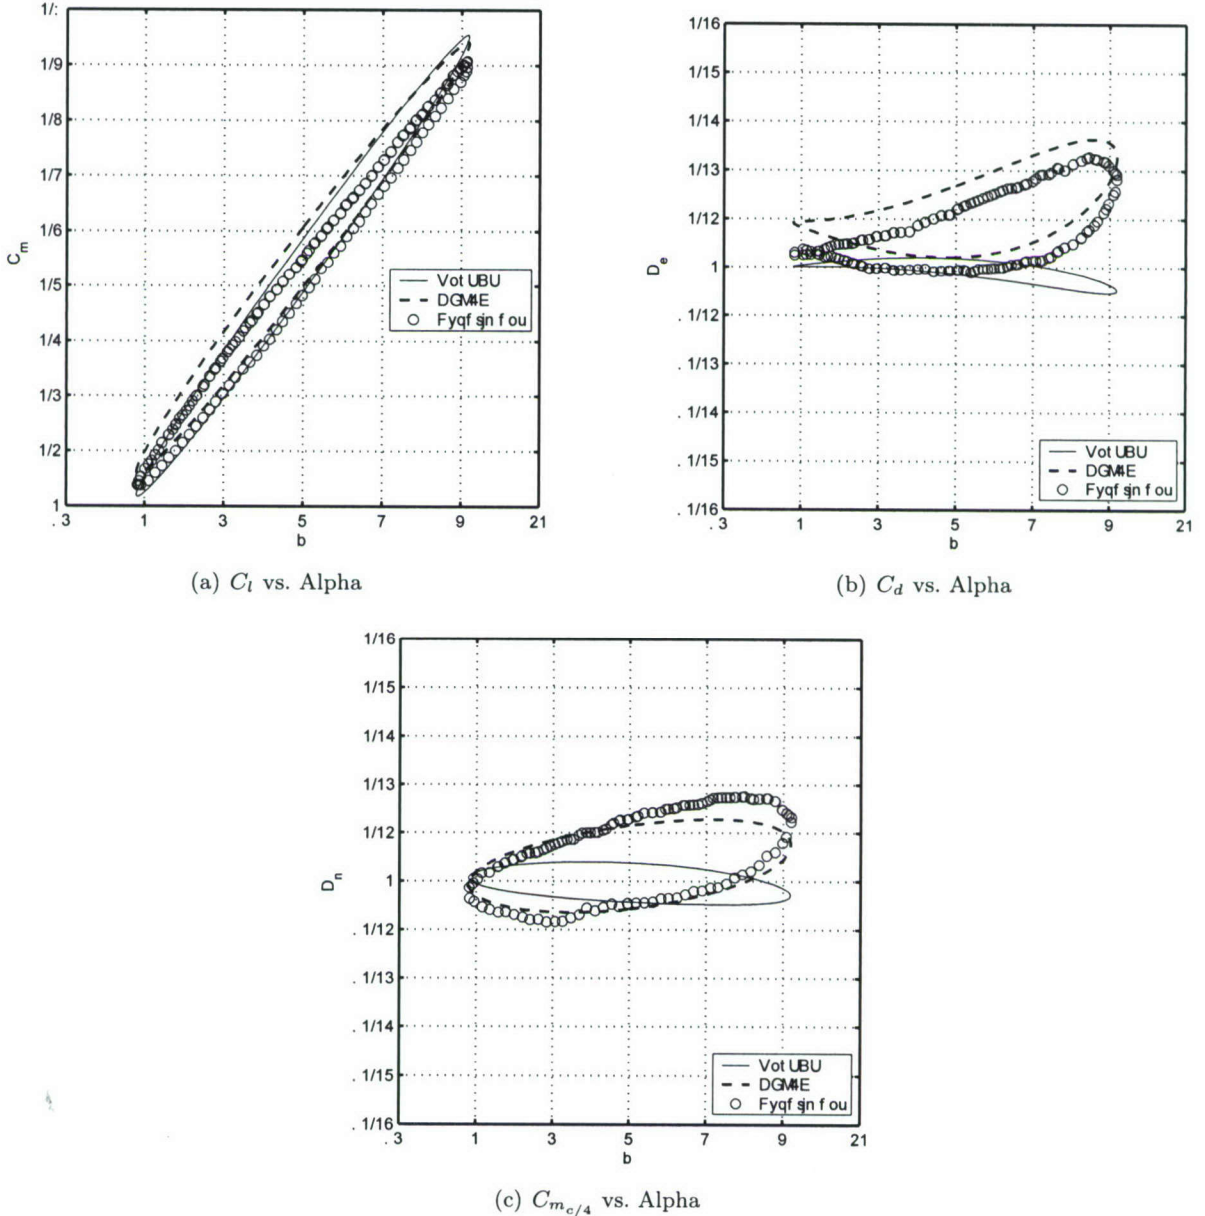 1/:
1/9
1/8
1/7
1/6
1/5
1/4
1/3
1/2
1
C_m
. 3 1 3 5 7 9 21
b
Vot UBU
DGM4E
Fyqf sjn f ou
(a) C_l vs. Alpha
1/16
1/15
1/14
1/13
1/12
1
. 1/12
. 1/13
. 1/14
. 1/15
. 1/16
D_e
. 3 1 3 5 7 9 21
b
Vot UBU
DGM4E
Fyqf sjn f ou
(b) C_d vs. Alpha
1/16
1/15
1/14
1/13
1/12
1
. 1/12
. 1/13
. 1/14
. 1/15
. 1/16
D_n
. 3 1 3 5 7 9 21
b
Vot UBU
DGM4E
Fyqf sjn f ou
(c) C_{m_{c/4}} vs. Alpha